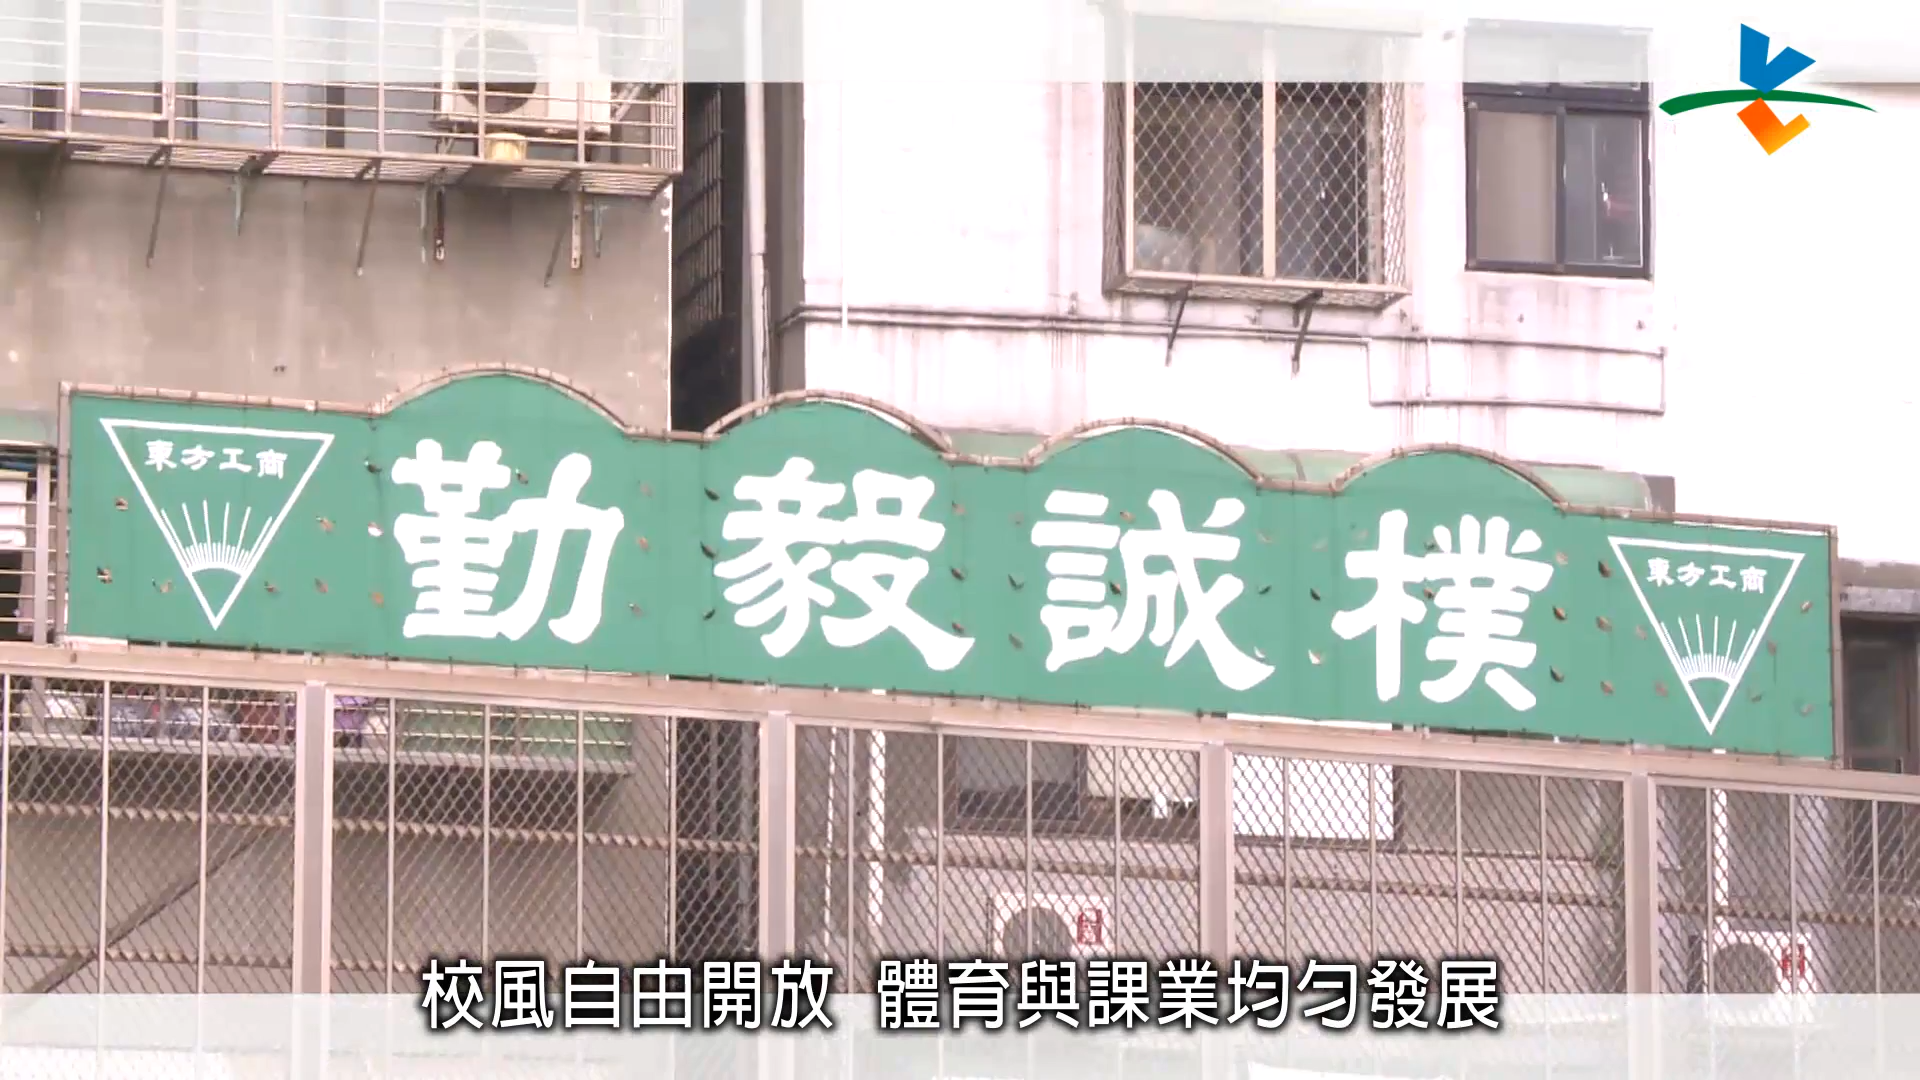 東方工商
勤毅誠樸
東方工商
校風自由開放 體育與課業均勻發展